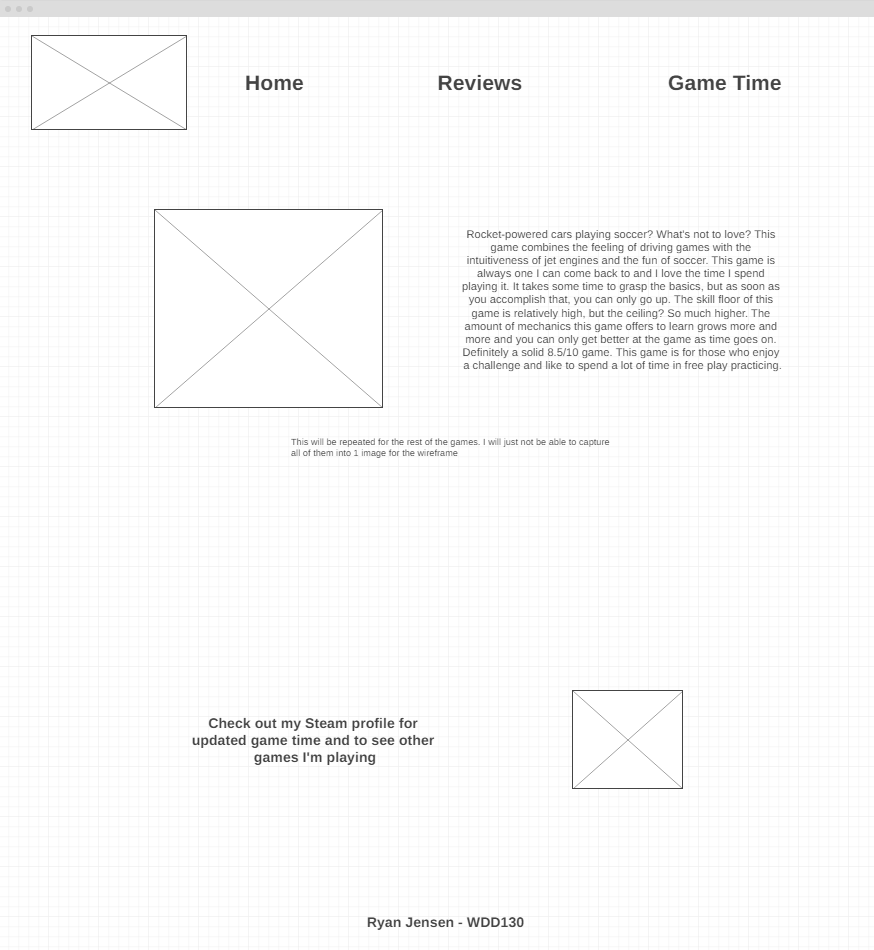 Home
Reviews
Game Time
Rocket-powered cars playing soccer? What's not to love? This
game combines the feeling of driving games with the
intuitiveness of jet engines and the fun of soccer. This game is
always one I can come back to and I love the time I spend
playing it. It takes some time to grasp the basics, but as soon as
you accomplish that, you can only go up. The skill floor of this
game is relatively high, but the ceiling? So much higher. The
amount of mechanics this game offers to learn grows more and
more and you can only get better at the game as time goes on.
Definitely a solid 8.5/10 game. This game is for those who enjoy
a challenge and like to spend a lot of time in free play practicing.
This will be repeated for the rest of the games. I will just not be able to capture
all of them into 1 image for the wireframe
Check out my Steam profile for
updated game time and to see other
games I'm playing
Ryan Jensen - WDD130